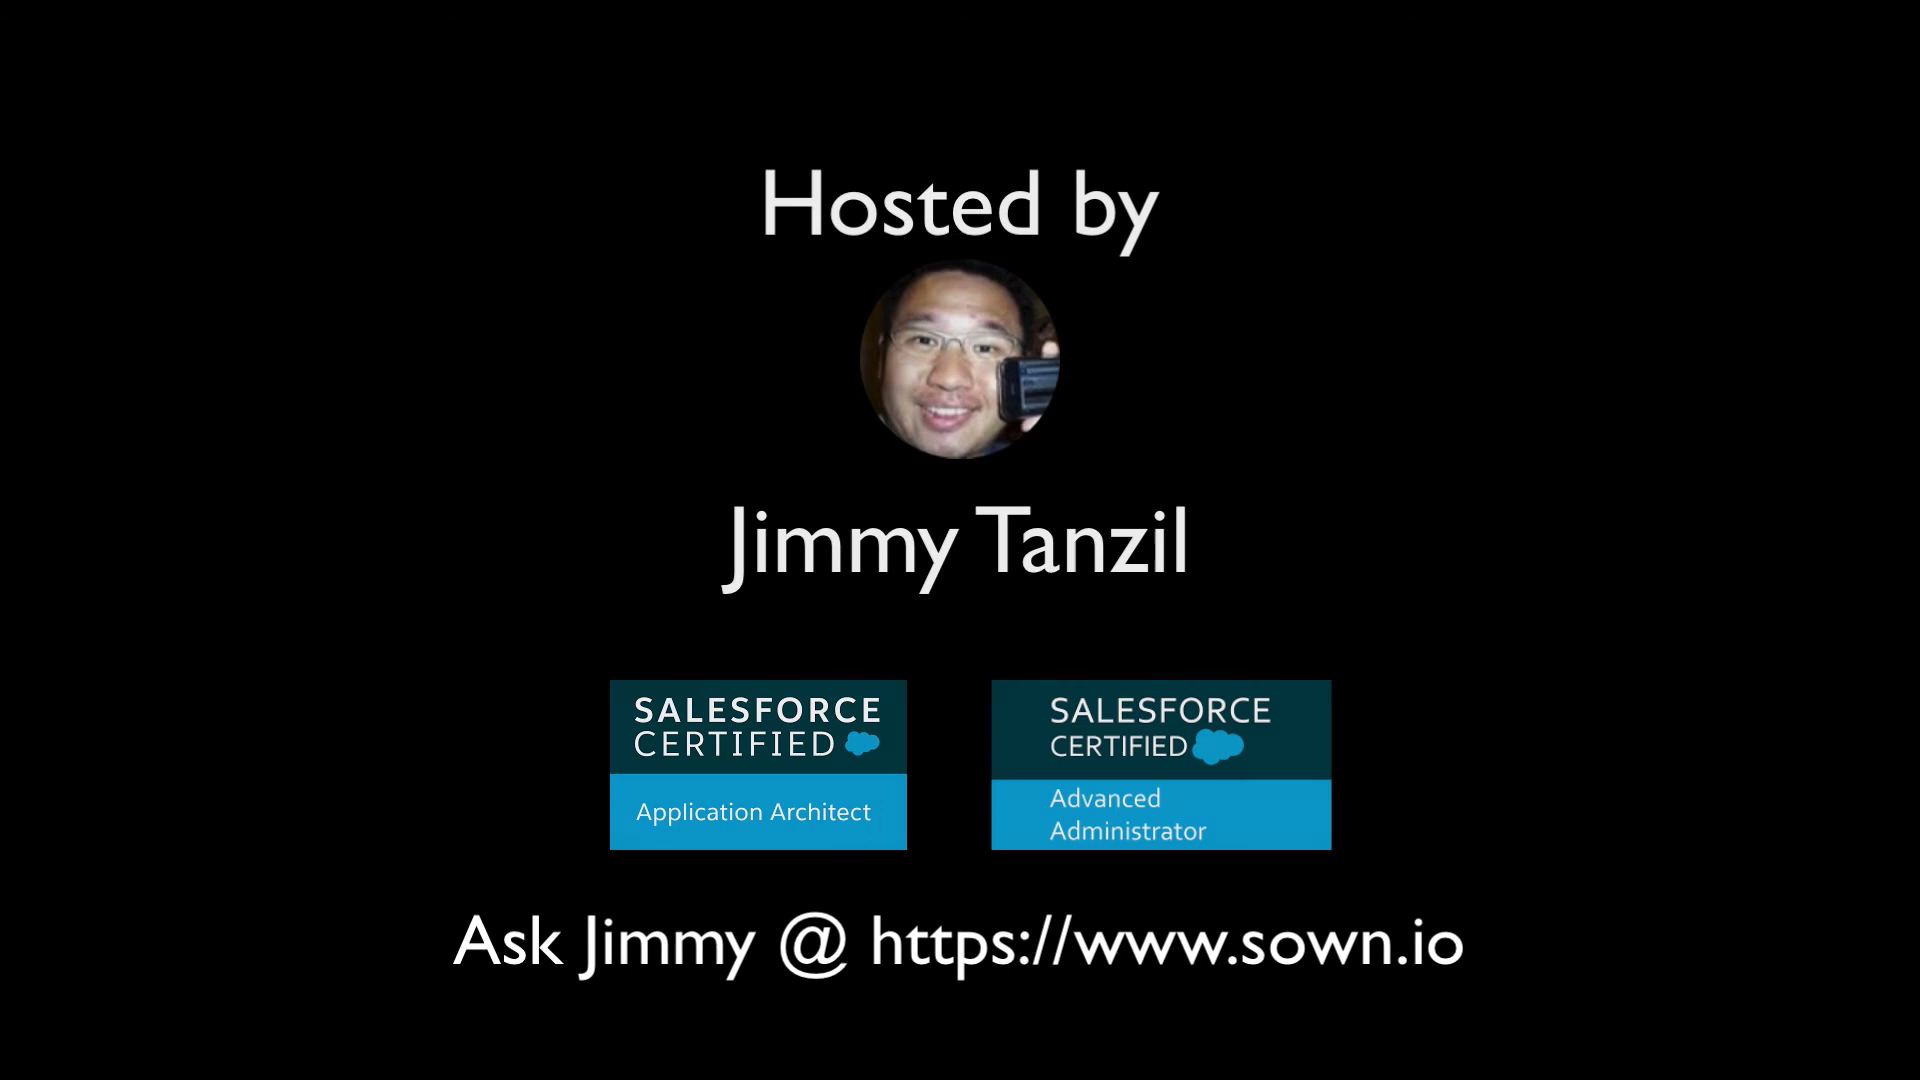 Hosted by
Jimmy Tanzil
SALESFORCE
CERTIFIED
Application Architect
SALESFORCE
CERTIFIED
Advanced
Administrator
Ask Jimmy @ https://www.sown.io